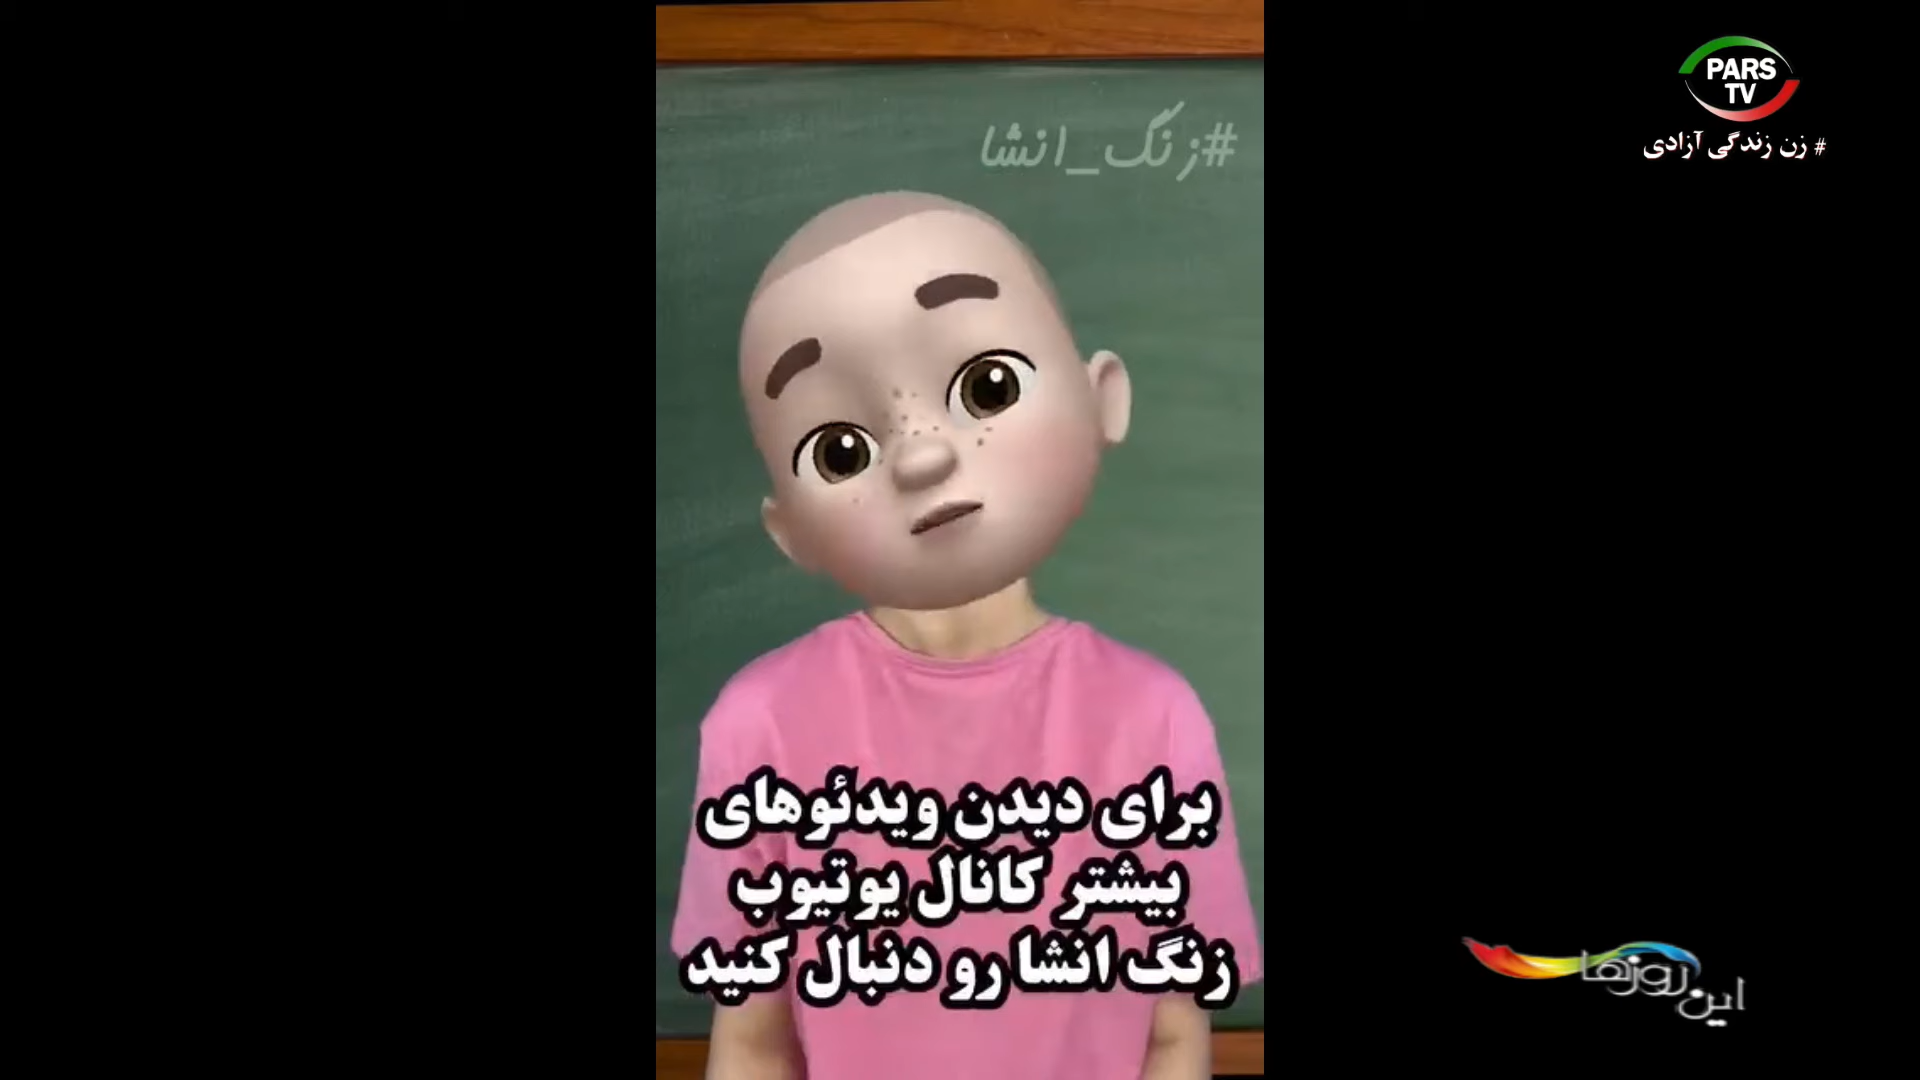 PARS
TV
# زن زندگی آزادی
#زنگ_انشا
برای دیدن ویدئوهای
بیشتر کانال یوتیوب
زنگ انشا رو دنبال کنید
این روزها